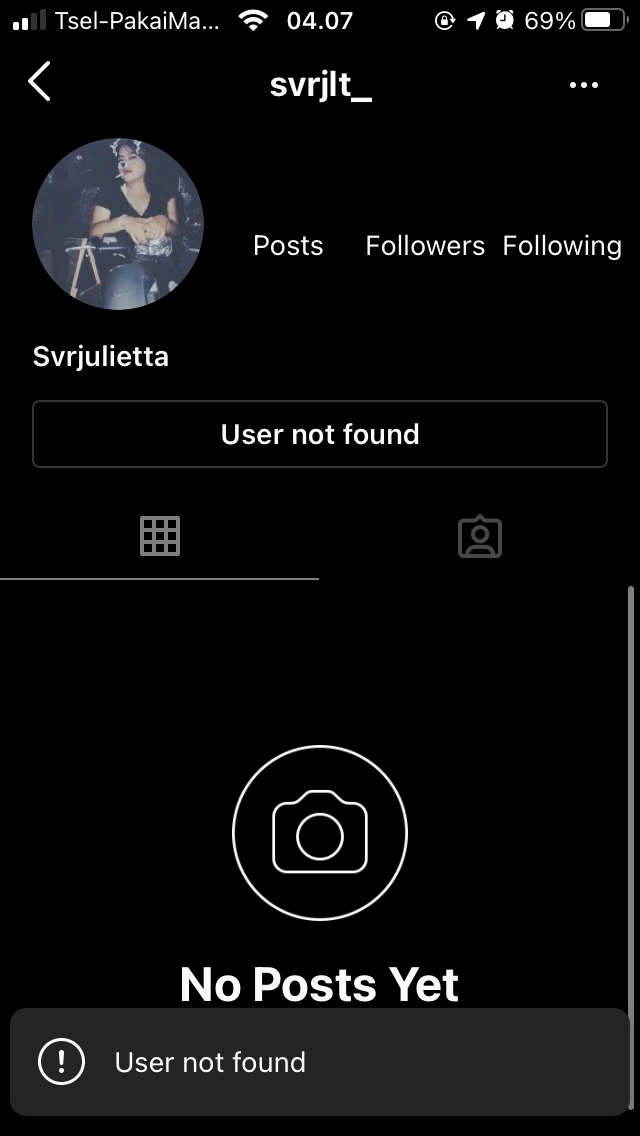 Tsel-PakaiMa... 04.07 69%
svrjlt_
Posts Followers Following
Svrjulietta
User not found
No Posts Yet
User not found